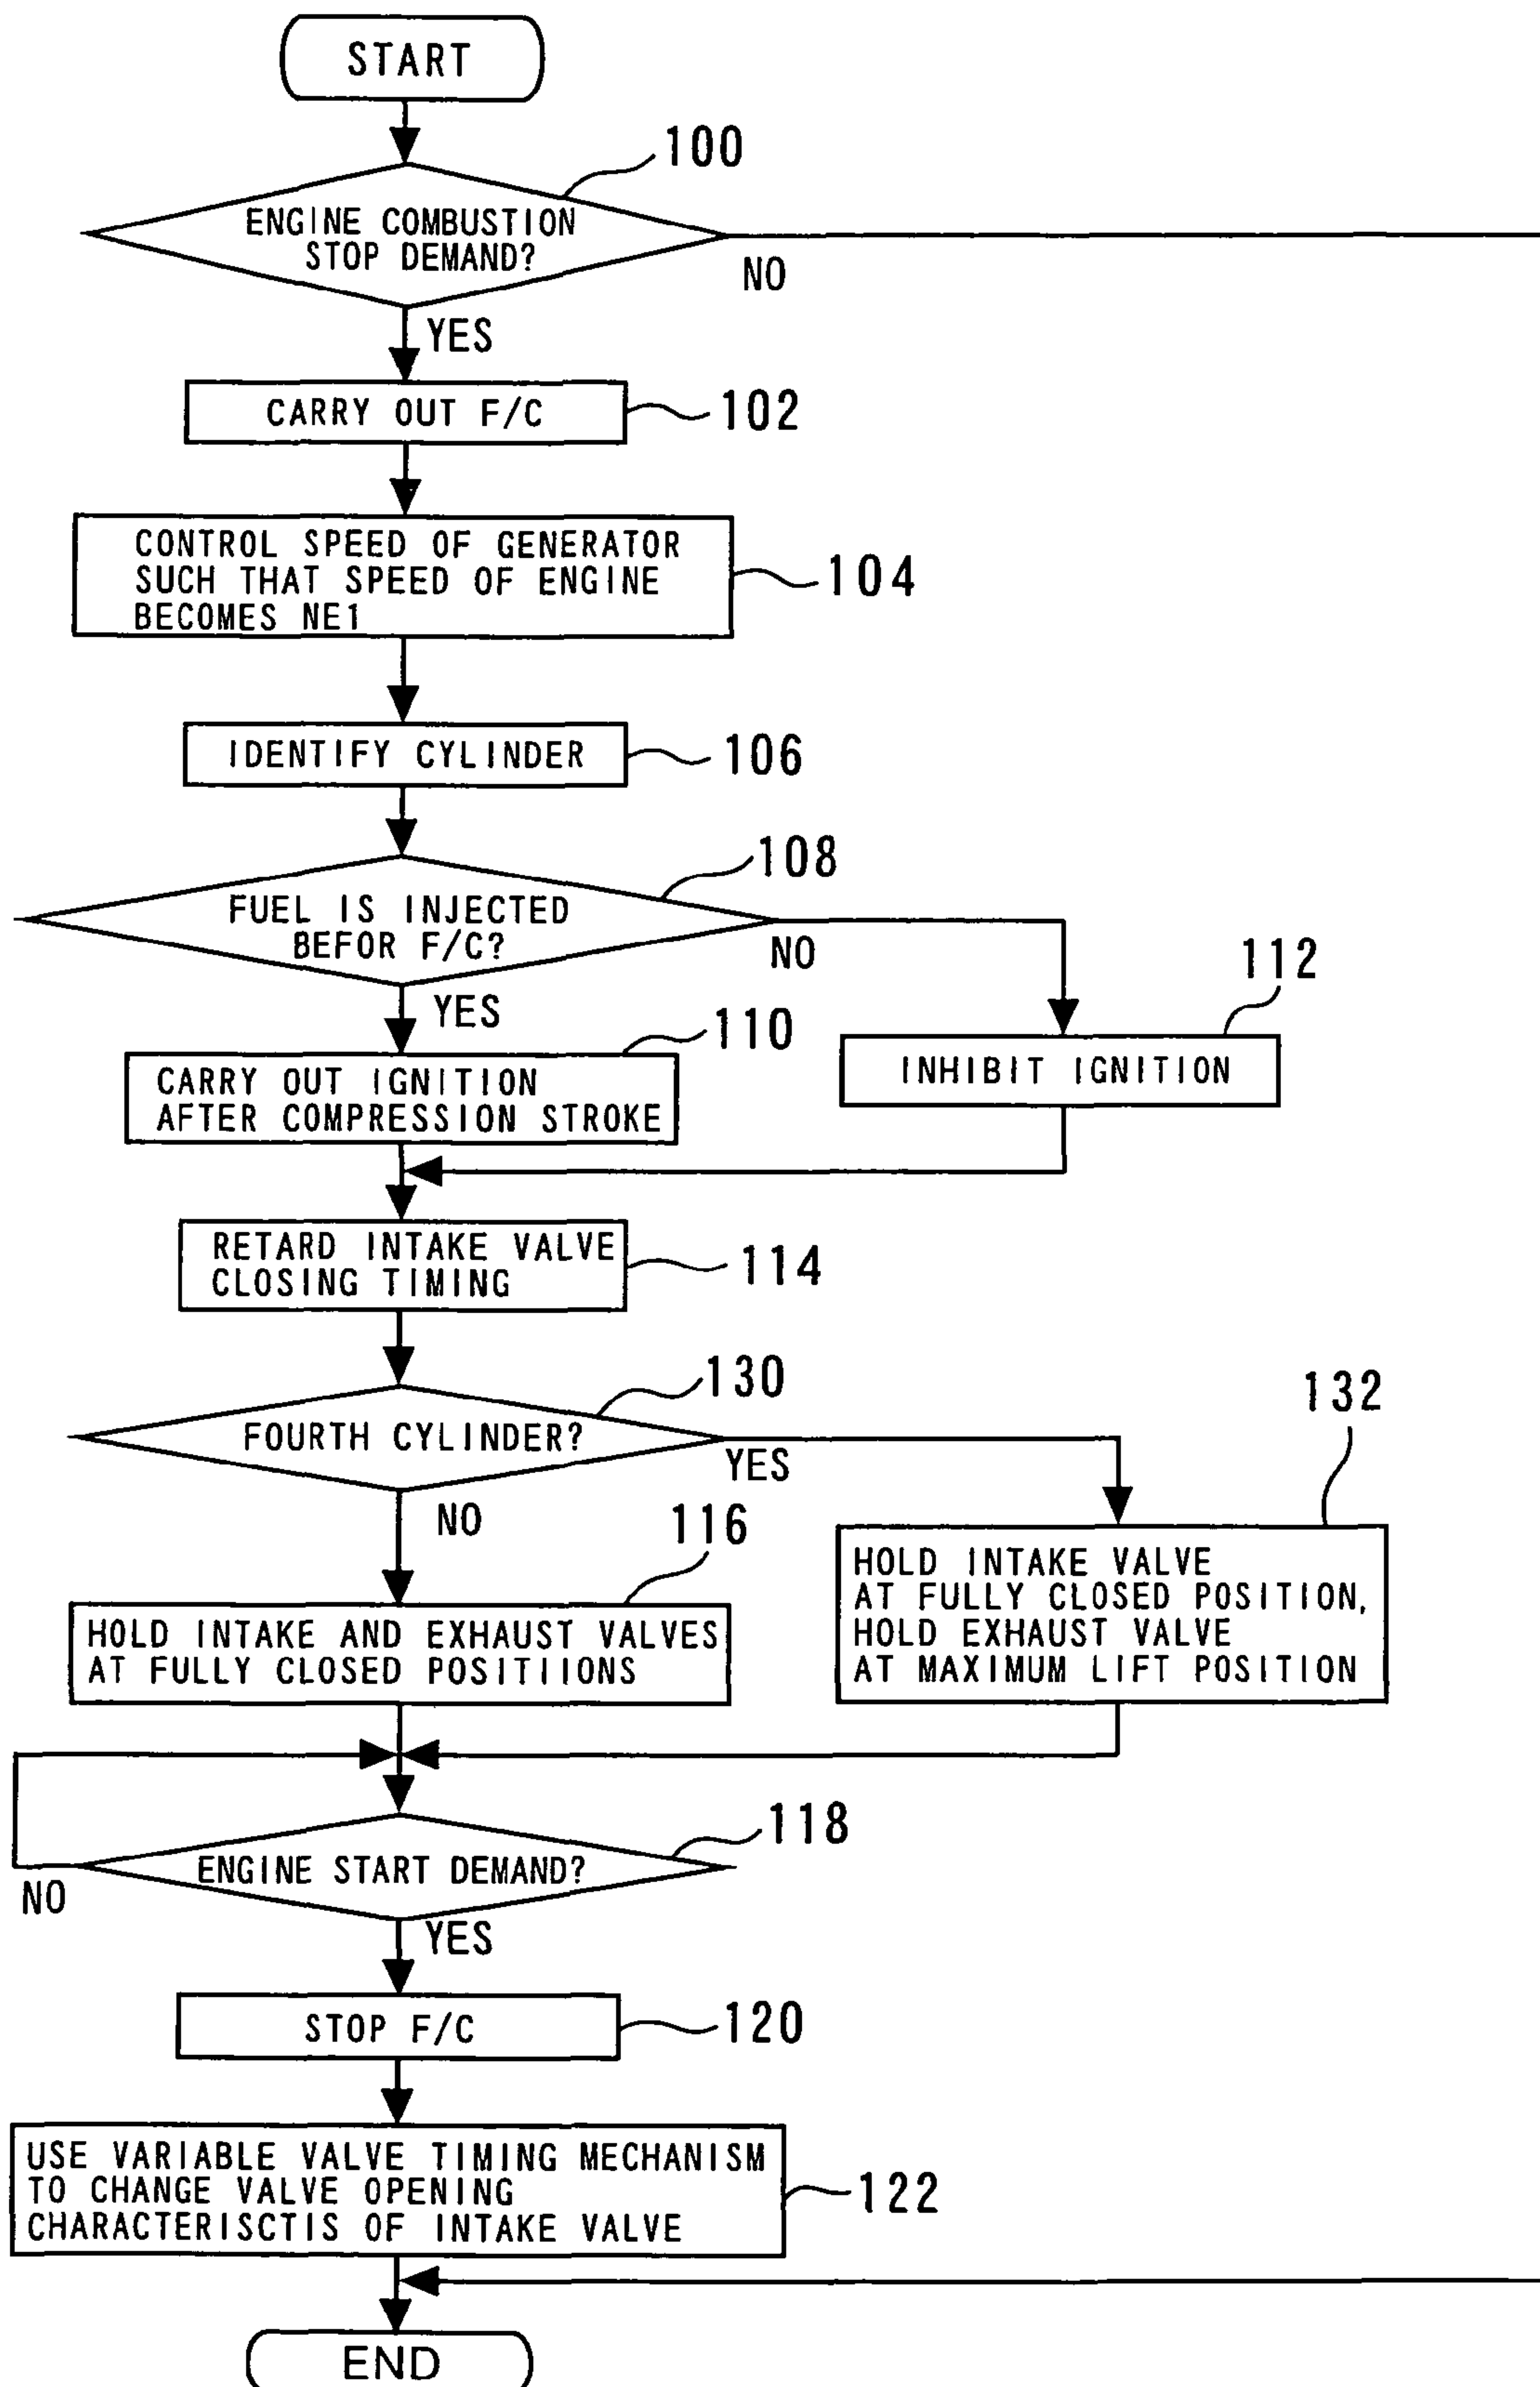 START
100
ENGINE COMBUSTION
STOP DEMAND?
NO
YES
CARRY OUT F/C
102
CONTROL SPEED OF GENERATOR
SUCH THAT SPEED OF ENGINE
BECOMES NE1
104
IDENTIFY CYLINDER
106
108
FUEL IS INJECTED
BEFOR F/C?
NO
YES
112
110
CARRY OUT IGNITION
AFTER COMPRESSION STROKE
INHIBIT IGNITION
RETARD INTAKE VALVE
CLOSING TIMING
114
130
FOURTH CYLINDER?
YES
NO
132
116
HOLD INTAKE AND EXHAUST VALVES
AT FULLY CLOSED POSITIIONS
HOLD INTAKE VALVE
AT FULLY CLOSED POSITION,
HOLD EXHAUST VALVE
AT MAXIMUM LIFT POSITION
118
ENGINE START DEMAND?
NO
YES
STOP F/C
120
USE VARIABLE VALVE TIMING MECHANISM
TO CHANGE VALVE OPENING
CHARACTERISCTIS OF INTAKE VALVE
122
END